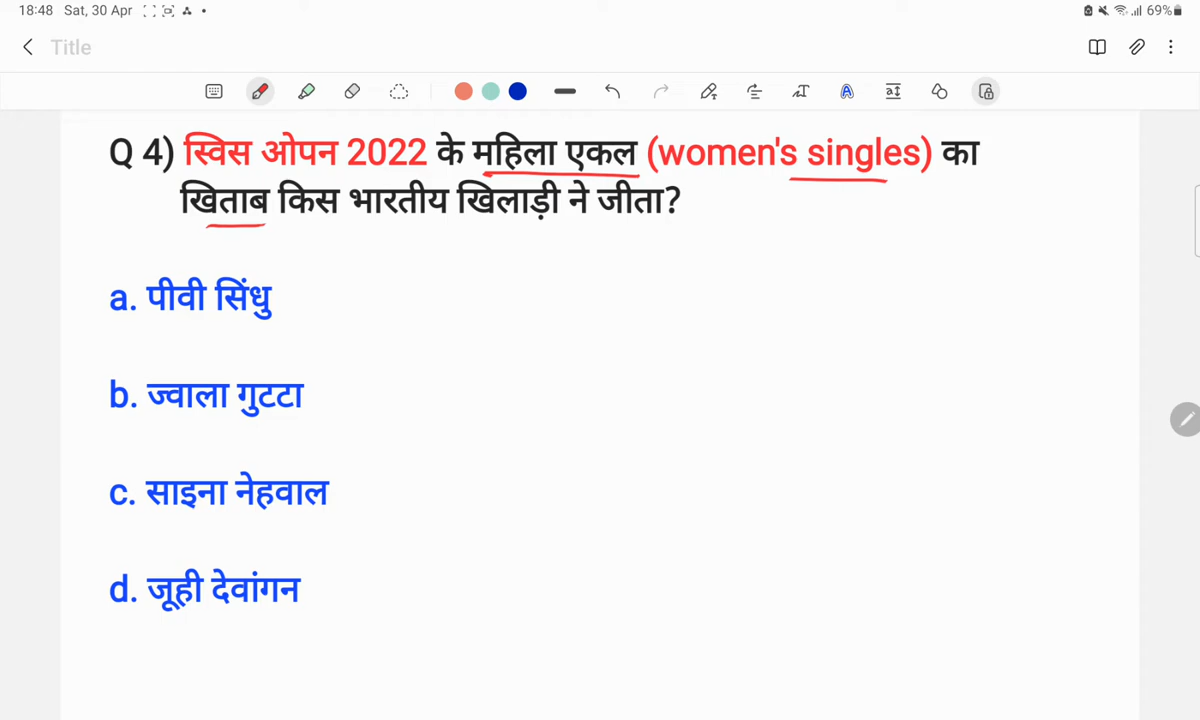 18:48 Sat, 30 Apr
69%
Title
Q 4) स्विस ओपन 2022 के महिला एकल (women's singles) का
खिताब किस भारतीय खिलाड़ी ने जीता?
a. पीवी सिंधु
b. ज्वाला गुटटा
c. साइना नेहवाल
d. जूही देवांगन